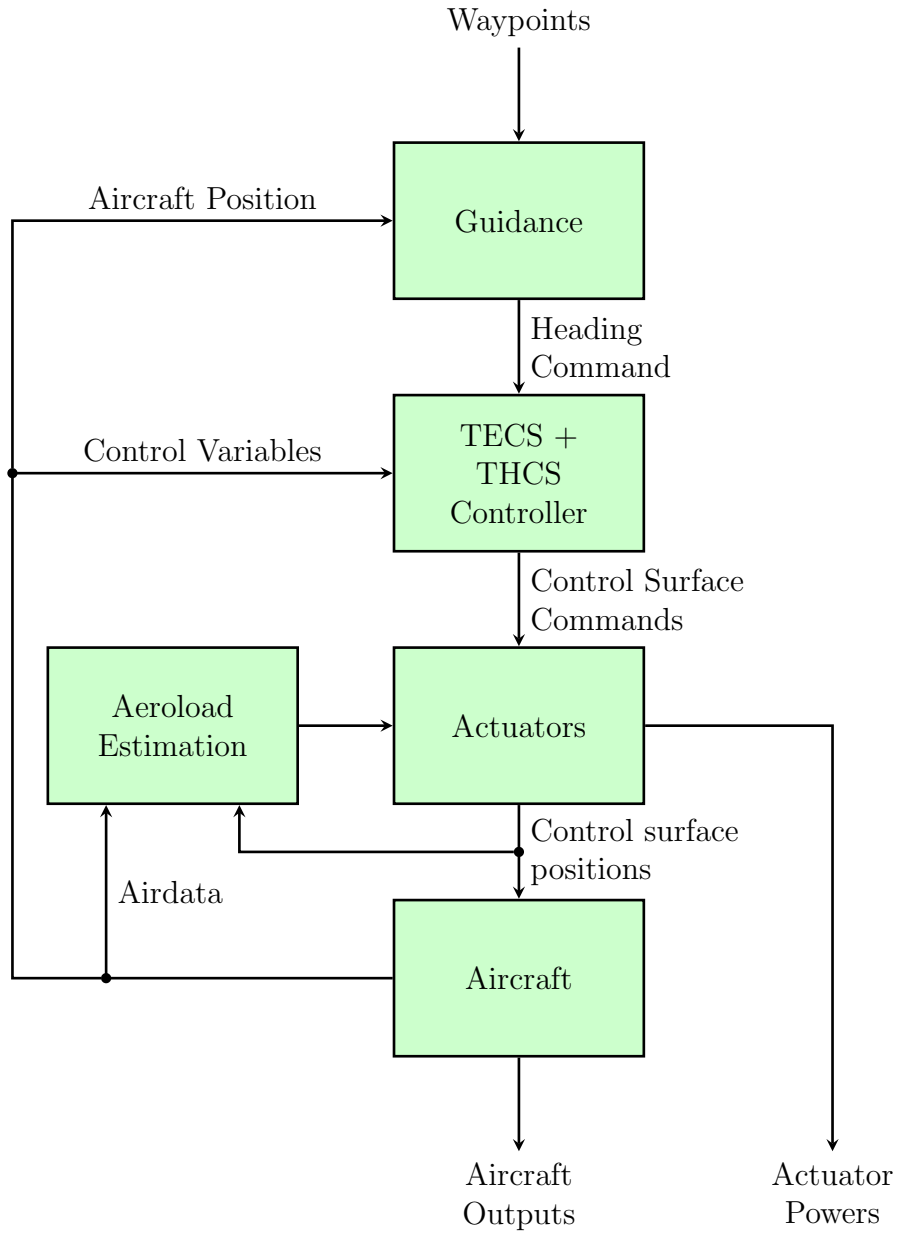 Waypoints
Aircraft Position
Guidance
Heading
Command
Control Variables
TECS +
THCS
Controller
Control Surface
Commands
Aeroload
Estimation
Actuators
Control surface
positions
Airdata
Aircraft
Aircraft
Outputs
Actuator
Powers